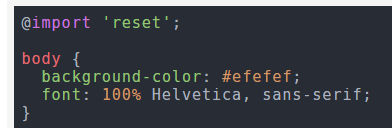 @import 'reset';
body {
background-color: #efefef;
font: 100% Helvetica, sans-serif;
}